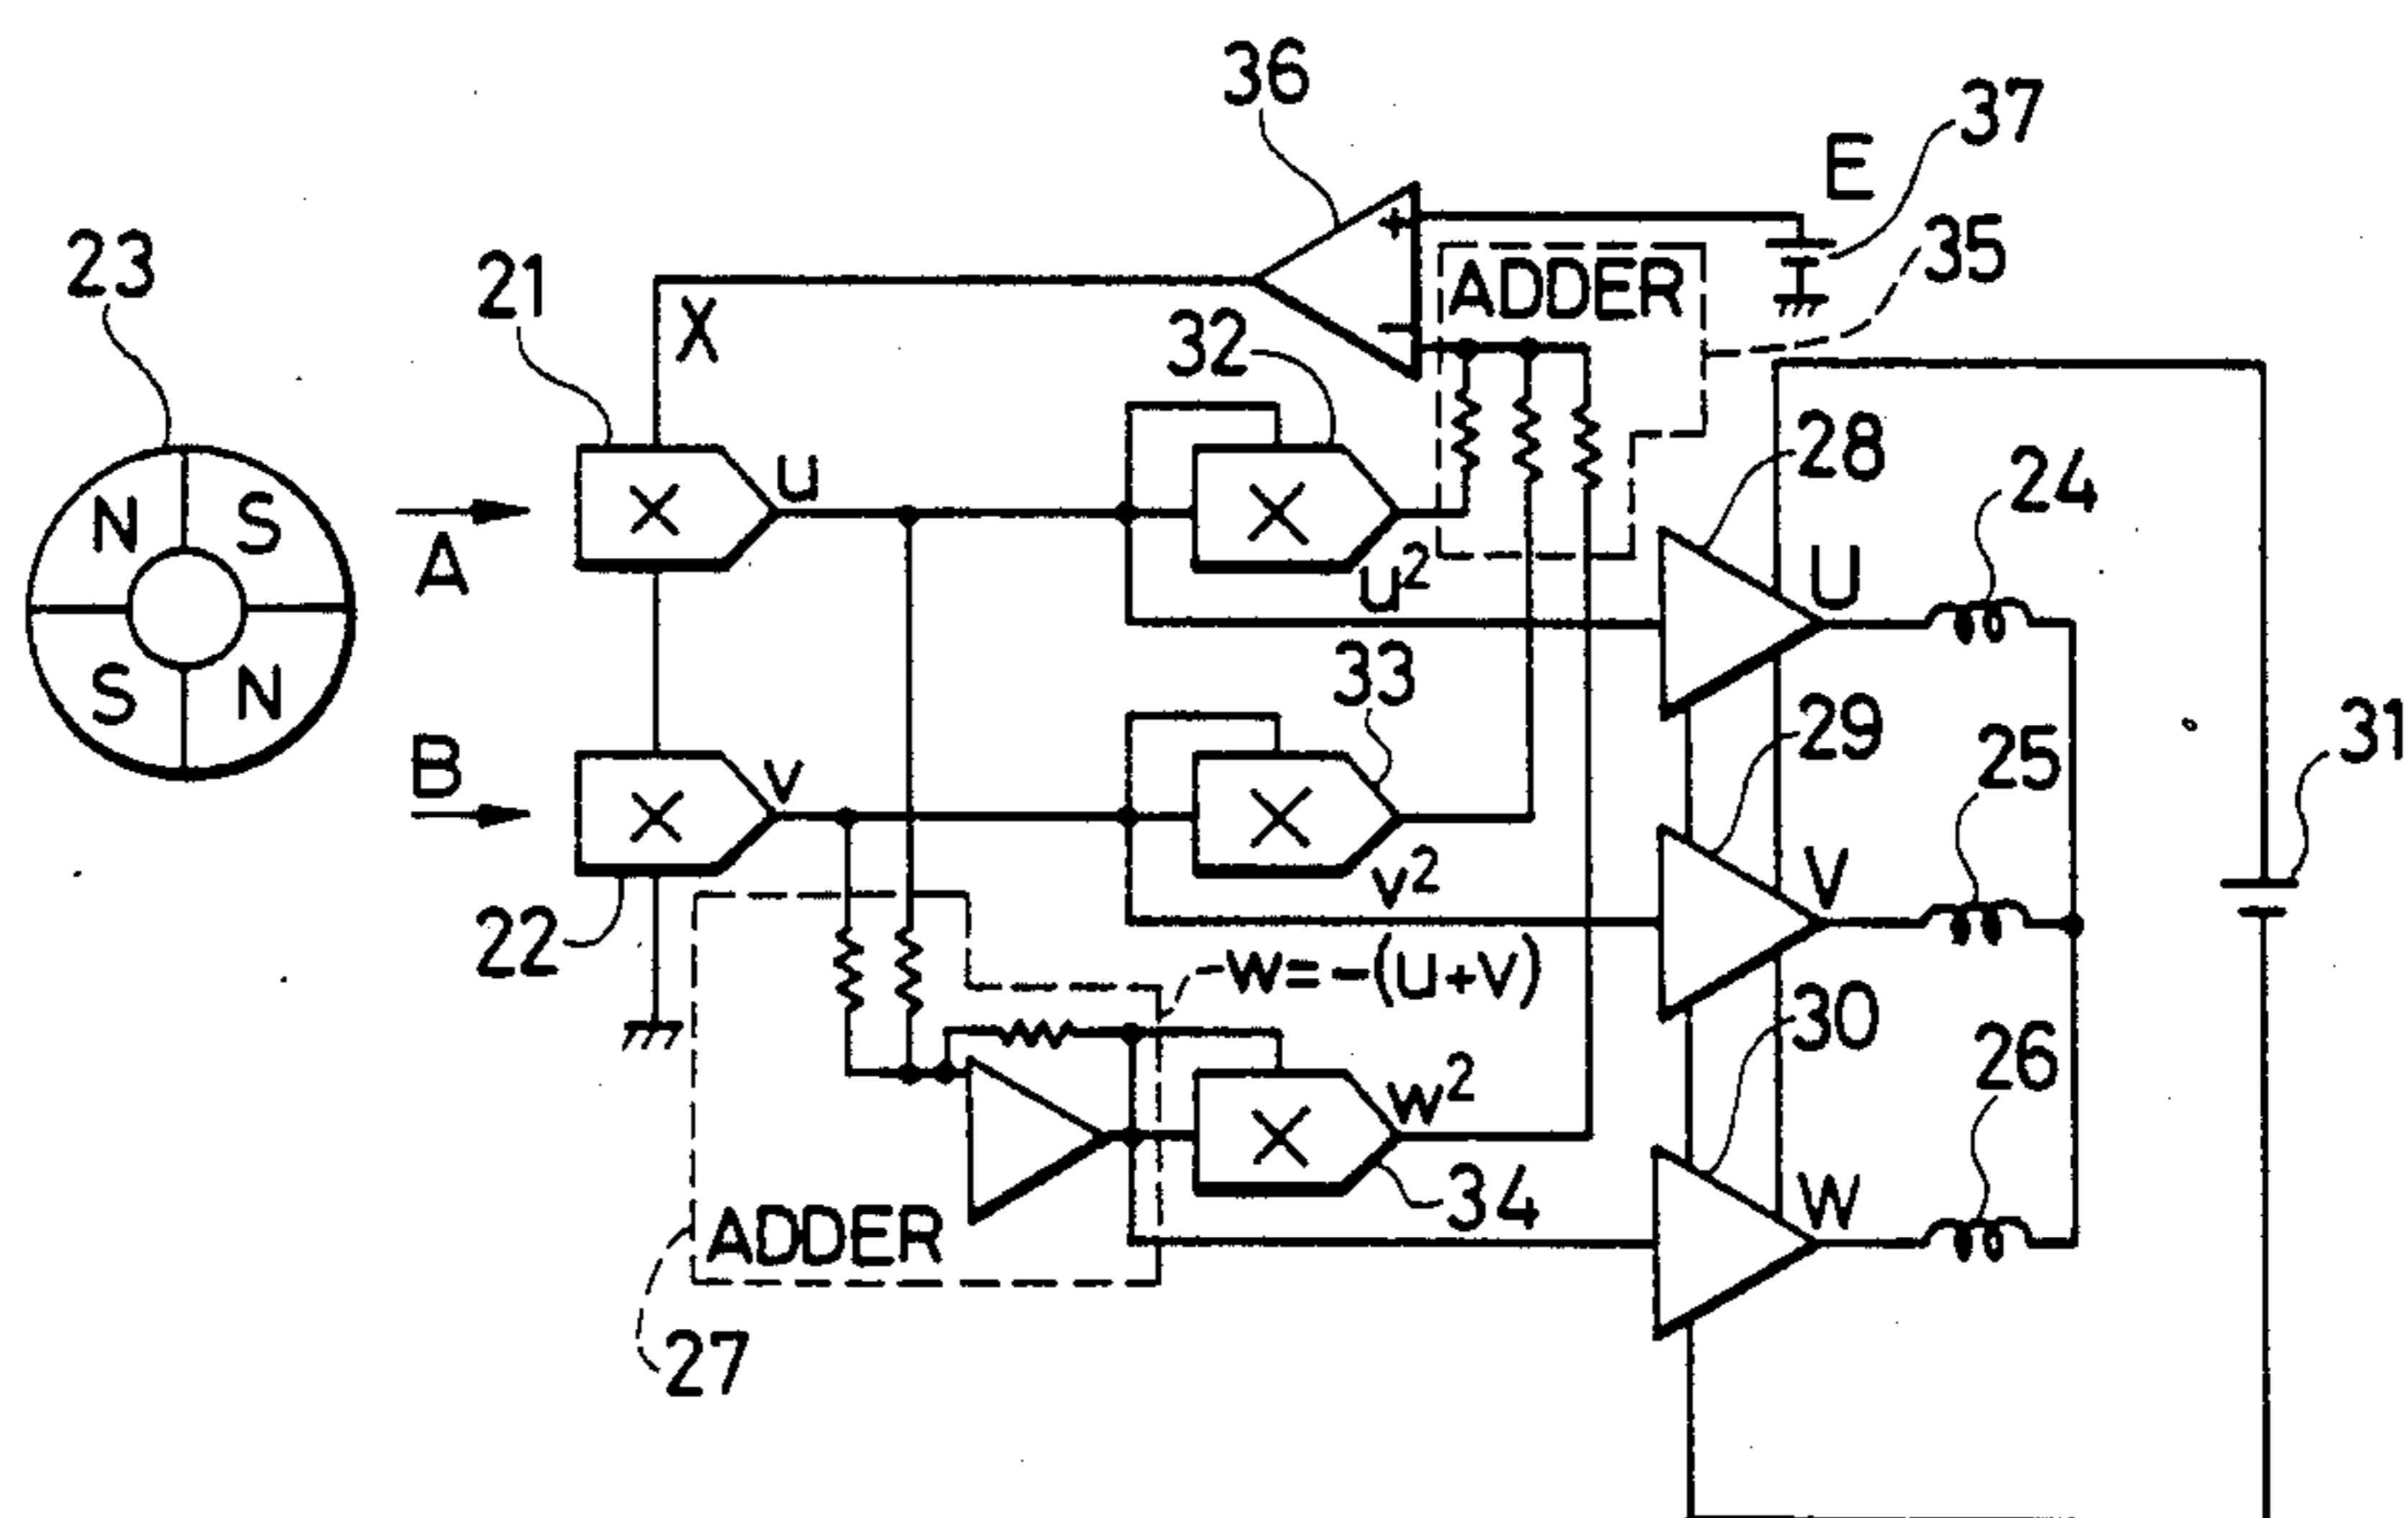 36
37
E
23
21
X
ADDER
35
32
+
−
28
24
N S
A
×
u
×
u²
U
S N
33
29
25
31
B
×
v
×
v²
V
22
w=-(u+v)
30
26
×
w²
W
34
ADDER
27